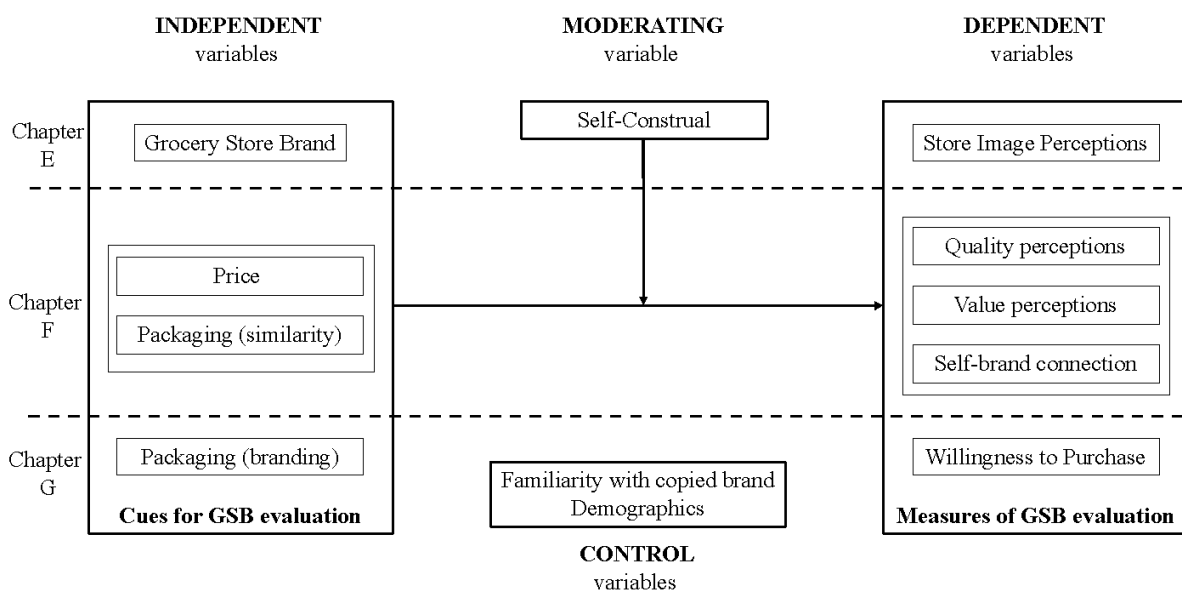 INDEPENDENT
variables
MODERATING
variable
DEPENDENT
variables
Chapter
E
Grocery Store Brand
Self-Construal
Store Image Perceptions
Chapter
F
Price
Packaging (similarity)
Quality perceptions
Value perceptions
Self-brand connection
Chapter
G
Packaging (branding)
Cues for GSB evaluation
Familiarity with copied brand
Demographics
Willingness to Purchase
Measures of GSB evaluation
CONTROL
variables